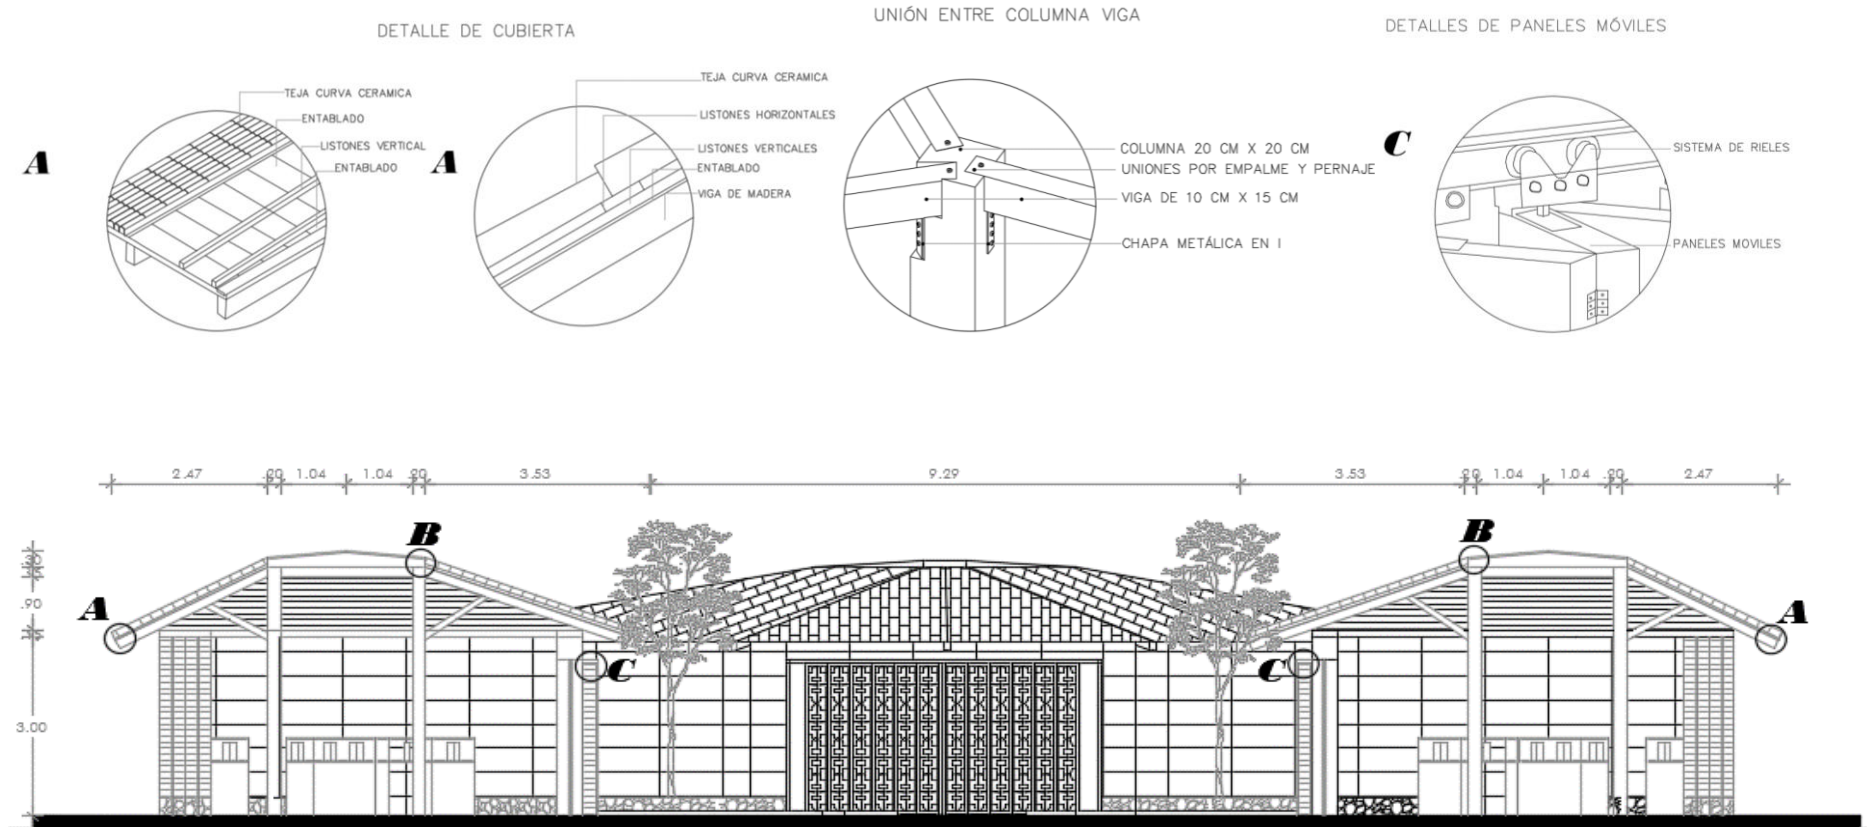 DETALLE DE CUBIERTA
UNIÓN ENTRE COLUMNA VIGA
DETALLES DE PANELES MÓVILES
A
TEJA CURVA CERAMICA
ENTABLADO
LISTONES VERTICAL
ENTABLADO
A
TEJA CURVA CERAMICA
LISTONES HORIZONTALES
LISTONES VERTICALES
ENTABLADO
VIGA DE MADERA
COLUMNA 20 CM X 20 CM
UNIONES POR EMPALME Y PERNAJE
VIGA DE 10 CM X 15 CM
CHAPA METÁLICA EN I
C
SISTEMA DE RIELES
PANELES MOVILES
2.47 .20 1.04 1.04 .20 3.53 9.29 3.53 .20 1.04 1.04 .20 2.47
B
B
.90
A
A
C
C
3.00